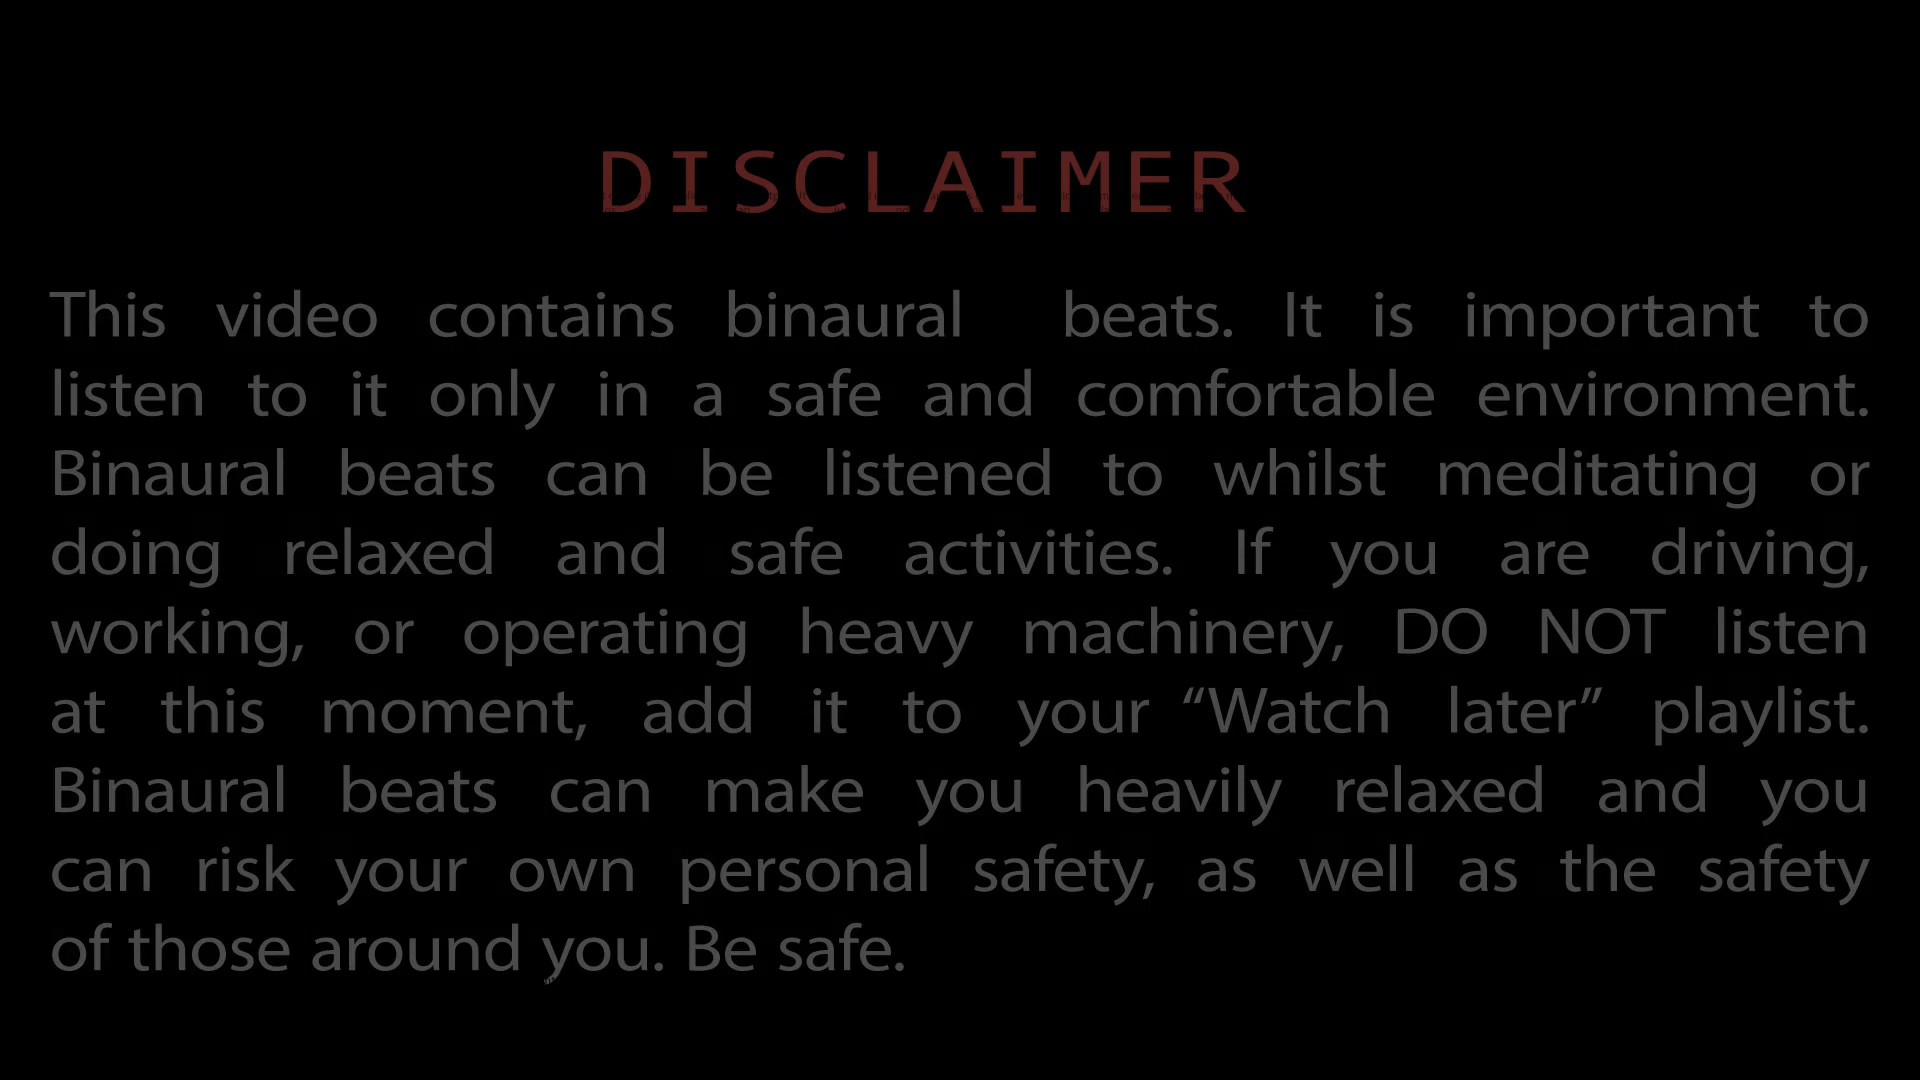 DISCLAIMER
This video contains binaural beats. It is important to
listen to it only in a safe and comfortable environment.
Binaural beats can be listened to whilst meditating or
doing relaxed and safe activities. If you are driving,
working, or operating heavy machinery, DO NOT listen
at this moment, add it to your “Watch later” playlist.
Binaural beats can make you heavily relaxed and you
can risk your own personal safety, as well as the safety
of those around you. Be safe.